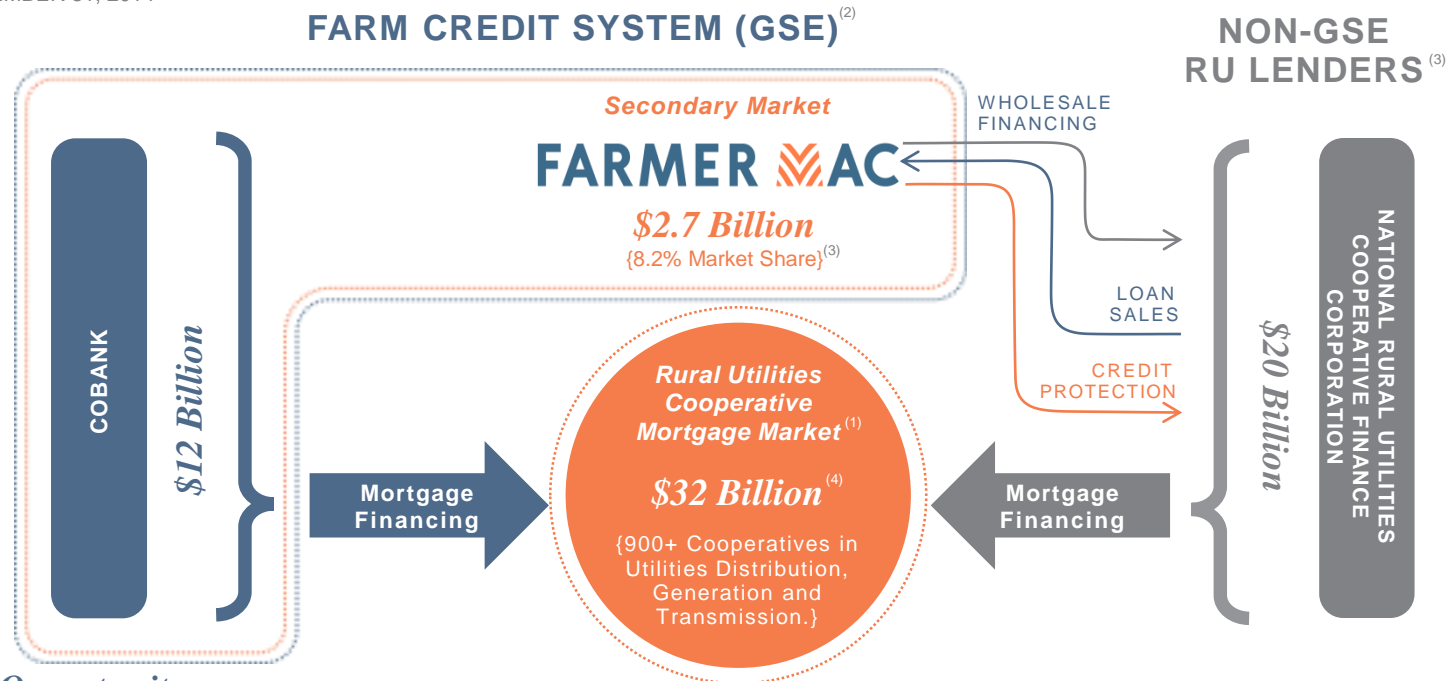 FARM CREDIT SYSTEM (GSE)(2)
NON-GSE
RU LENDERS(3)
Secondary Market
FARMER MAC
$2.7 Billion
{8.2% Market Share}(3)
WHOLESALE
FINANCING
LOAN
SALES
CREDIT
PROTECTION
COBANK
$12 Billion
Mortgage
Financing
Rural Utilities
Cooperative
Mortgage Market(1)
$32 Billion(4)
{900+ Cooperatives in
Utilities Distribution,
Generation and
Transmission.}
Mortgage
Financing
$20 Billion
NATIONAL RURAL UTILITIES
COOPERATIVE FINANCE
CORPORATION